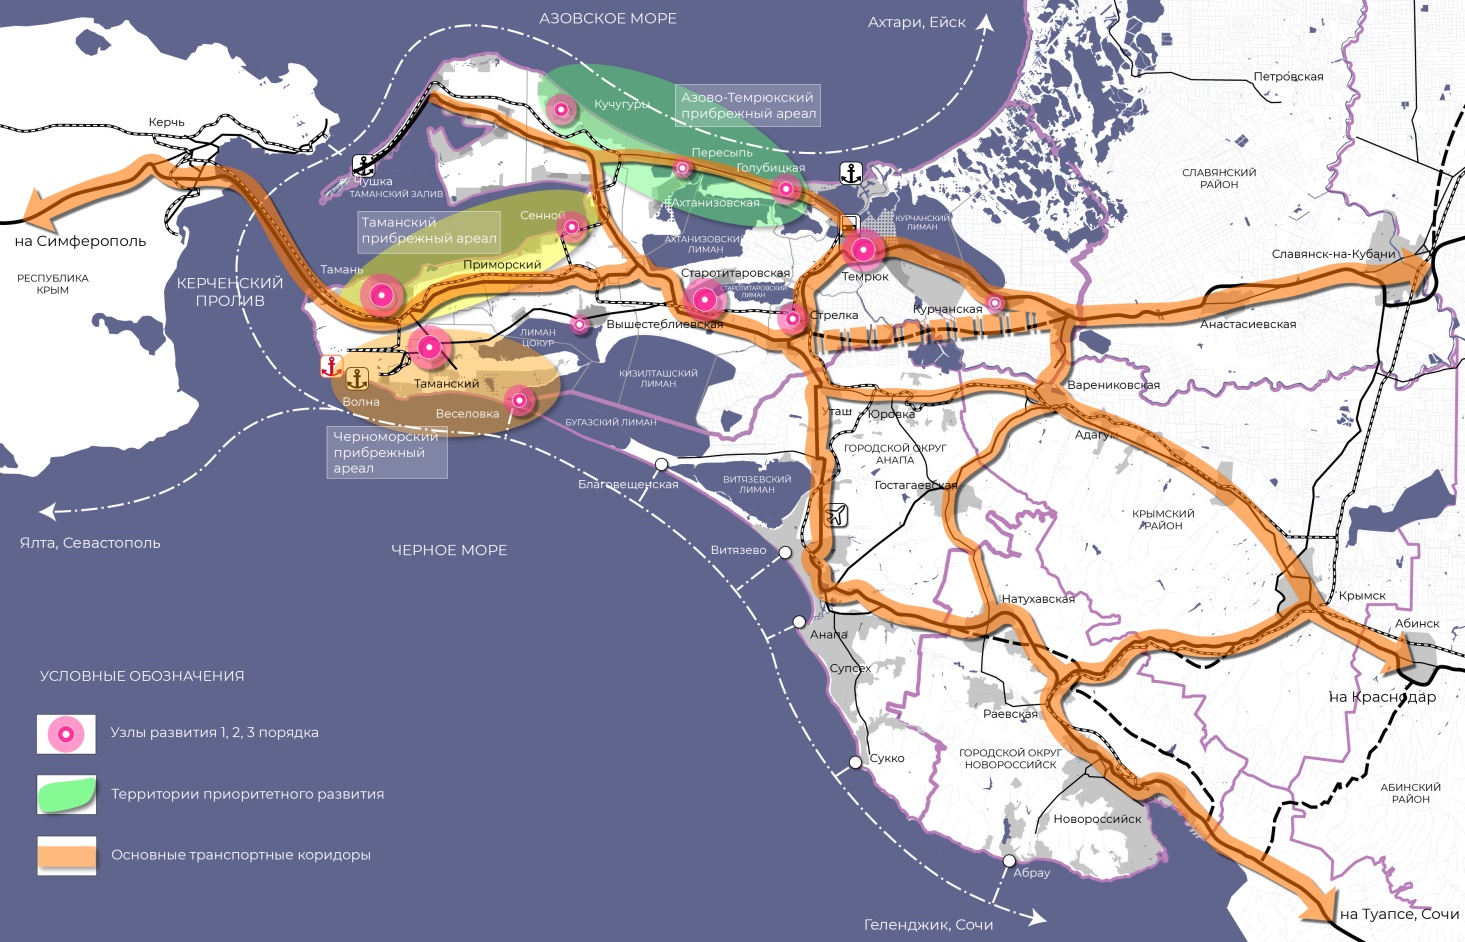 АЗОВСКОЕ МОРЕ
Ахтари, Ейск
Петровская
Керчь
Кучугуры
Азово-Темрюкский
прибрежный ареал
Пересыпь
Голубицкая
Чушка
ТАМАНСКИЙ ЗАЛИВ
СЛАВЯНСКИЙ
РАЙОН
Ахтанизовская
Таманский
прибрежный ареал
Сенной
КУРЧАНСКИЙ
ЛИМАН
на Симферополь
АХТАНИЗОВСКИЙ
ЛИМАН
Славянск-на-Кубани
Приморский
Тамань
Старотитаровская
Темрюк
РЕСПУБЛИКА
КРЫМ
КЕРЧЕНСКИЙ
ПРОЛИВ
СТАРОТИТАРОВСКИЙ
ЛИМАН
Курчанская
Стрелка
Вышестеблиевская
Анастасиевская
ЛИМАН
ЦОКУР
КИЗИЛТАШСКИЙ
ЛИМАН
Таманский
Варениковская
Волна
Веселовка
Уташ
Юровка
БУГАЗСКИЙ ЛИМАН
Адагум
Черноморский
прибрежный
ареал
ГОРОДСКОЙ ОКРУГ
АНАПА
Благовещенская
ВИТЯЗЕВСКИЙ
ЛИМАН
Гостагаевская
КРЫМСКИЙ
РАЙОН
Ялта, Севастополь
ЧЕРНОЕ МОРЕ
Витязево
Натухавская
Крымск
Абинск
Анапа
Супсех
УСЛОВНЫЕ ОБОЗНАЧЕНИЯ
на Краснодар
Раевская
Узлы развития 1, 2, 3 порядка
Сукко
ГОРОДСКОЙ ОКРУГ
НОВОРОССИЙСК
Территории приоритетного развития
АБИНСКИЙ
РАЙОН
Новороссийск
Основные транспортные коридоры
Абрау
Геленджик, Сочи
на Туапсе, Сочи